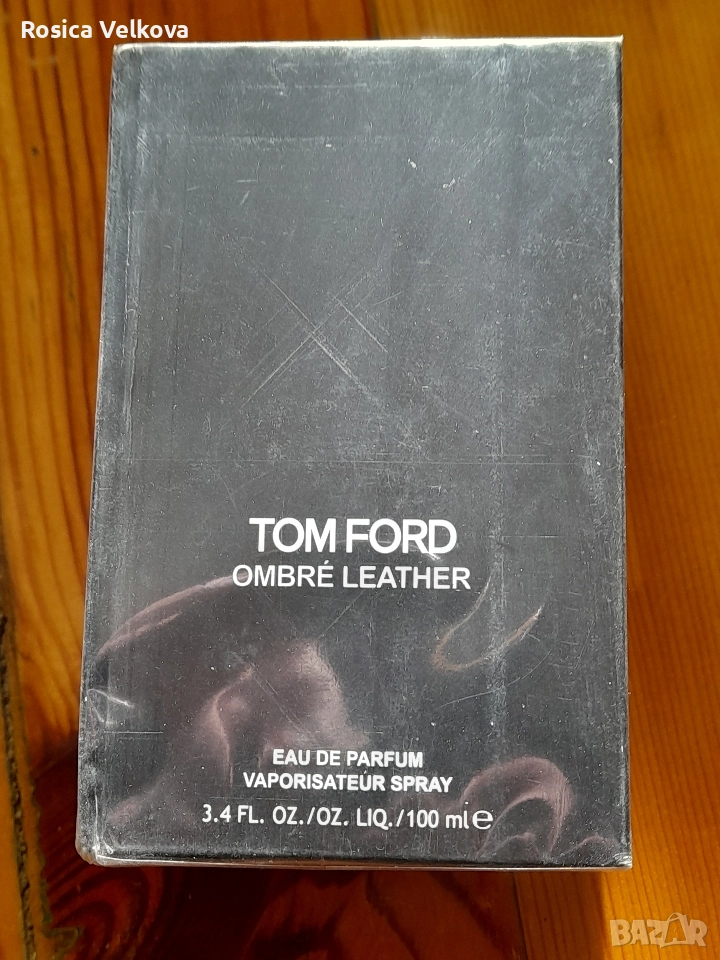 Rosica Velkova
TOM FORD
OMBRÉ LEATHER
EAU DE PARFUM
VAPORISATEUR SPRAY
3.4 FL. OZ./OZ. LIQ./100 ml e
BAZAR